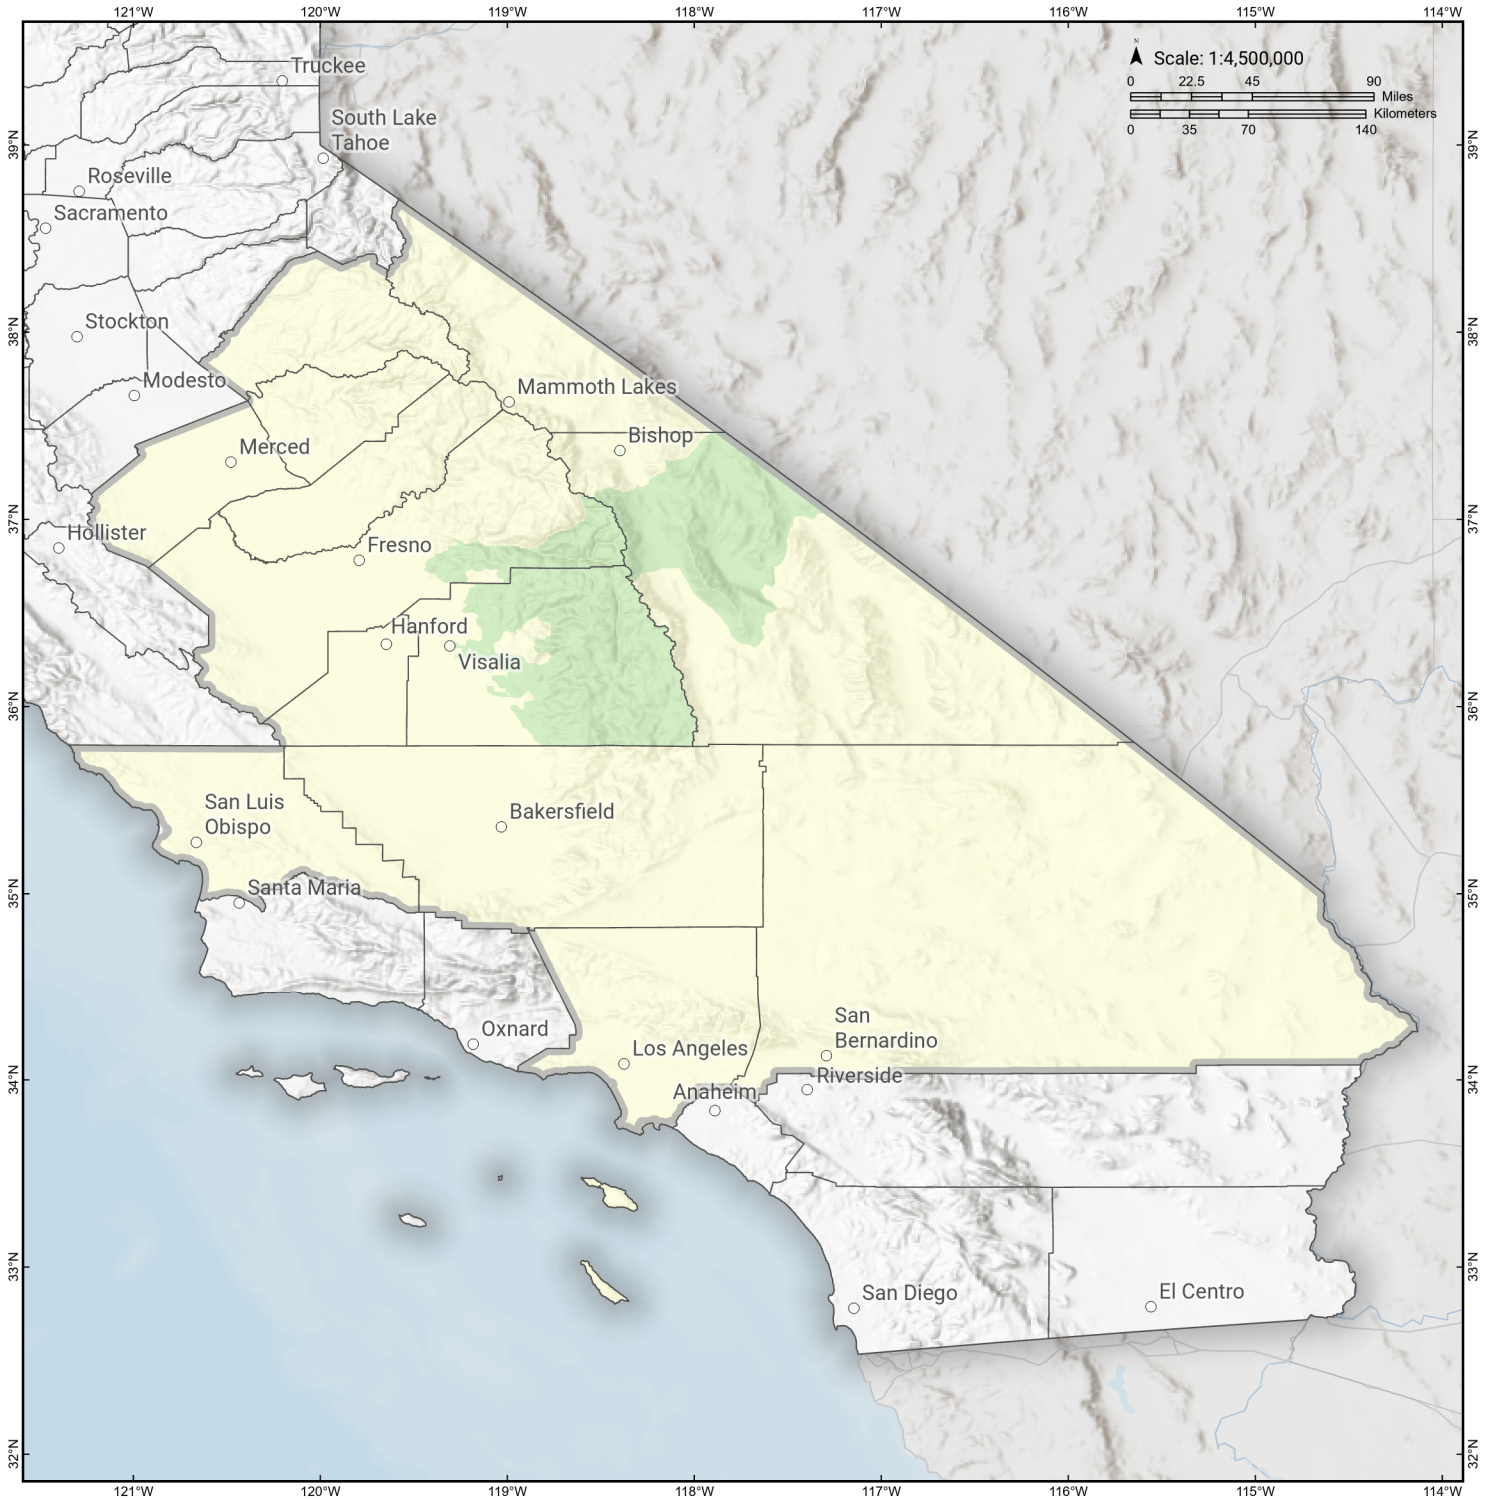 121°W 120°W 119°W 118°W 117°W 116°W 115°W 114°W
N
Scale: 1:4,500,000
0 22.5 45 90
Miles
Kilometers
0 35 70 140
Truckee
South Lake
Tahoe
39°N
39°N
Roseville
Sacramento
Stockton
38°N
38°N
Modesto
Mammoth Lakes
Bishop
Merced
37°N
37°N
Hollister
Fresno
Hanford
Visalia
36°N
36°N
San Luis
Obispo
Bakersfield
Santa Maria
35°N
35°N
San
Bernardino
Oxnard
Los Angeles
Riverside
34°N
34°N
Anaheim
33°N
33°N
San Diego
El Centro
32°N
32°N
121°W 120°W 119°W 118°W 117°W 116°W 115°W 114°W